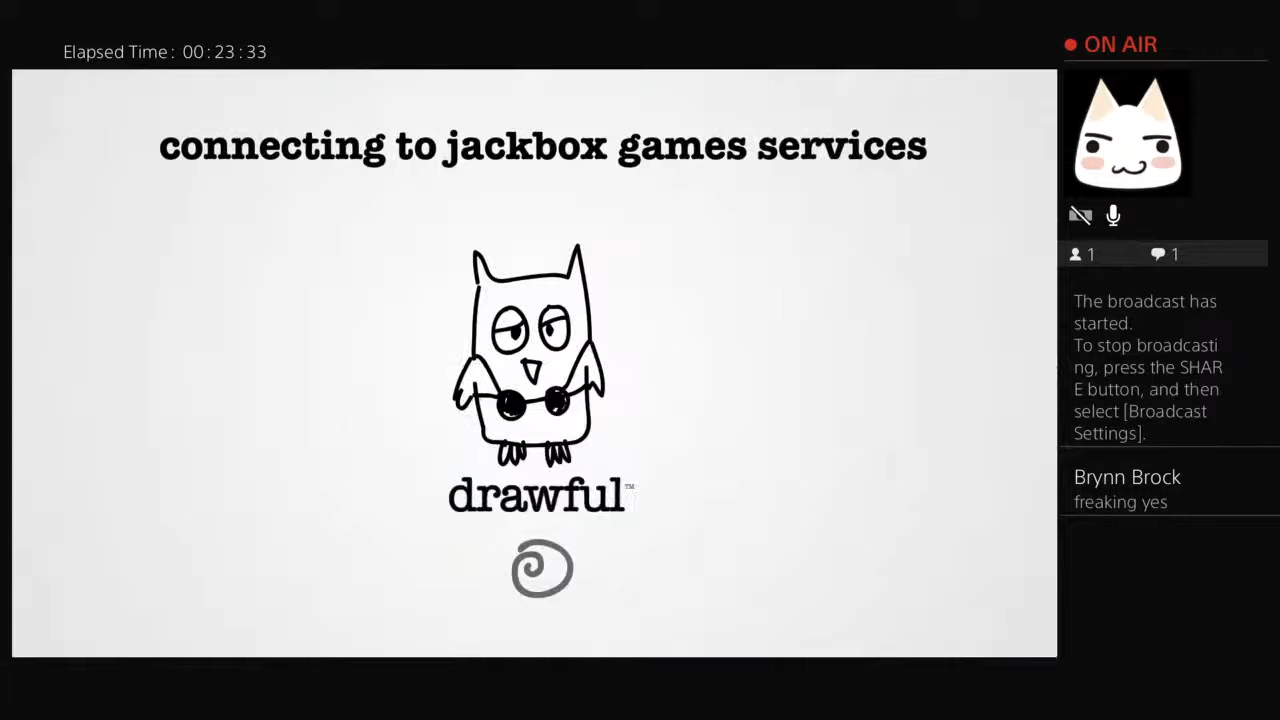 Elapsed Time: 00:23:33
ON AIR
connecting to jackbox games services
1 1
The broadcast has
started.
To stop broadcasti
ng, press the SHAR
E button, and then
select [Broadcast
Settings].
Brynn Brock
freaking yes
drawful™